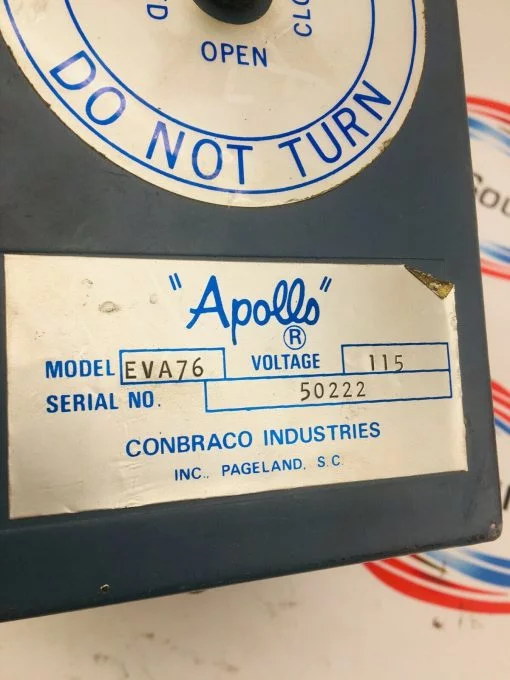 OPEN
DO NOT TURN
"Apollo"
®
MODEL EVA76 VOLTAGE 115
SERIAL NO. 50222
CONBRACO INDUSTRIES
INC., PAGELAND, S.C.